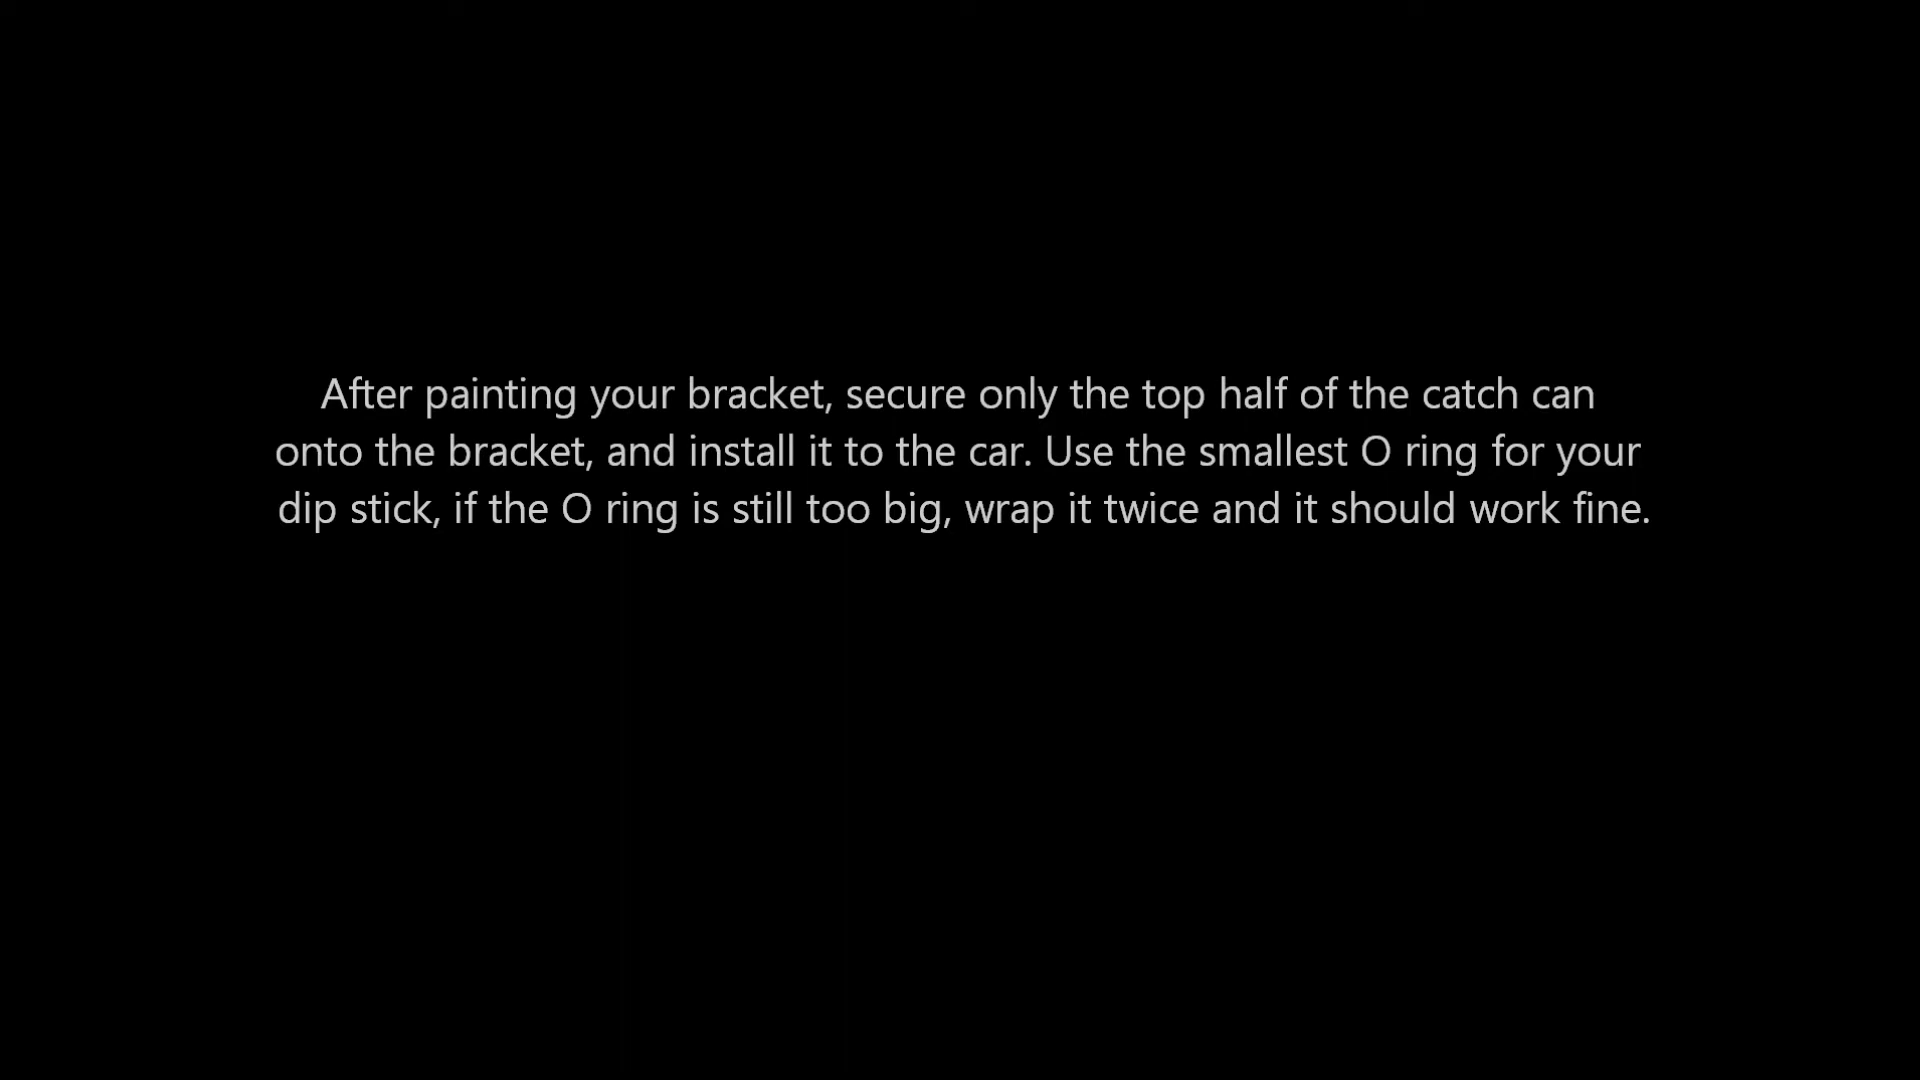 After painting your bracket, secure only the top half of the catch can
onto the bracket, and install it to the car. Use the smallest O ring for your
dip stick, if the O ring is still too big, wrap it twice and it should work fine.